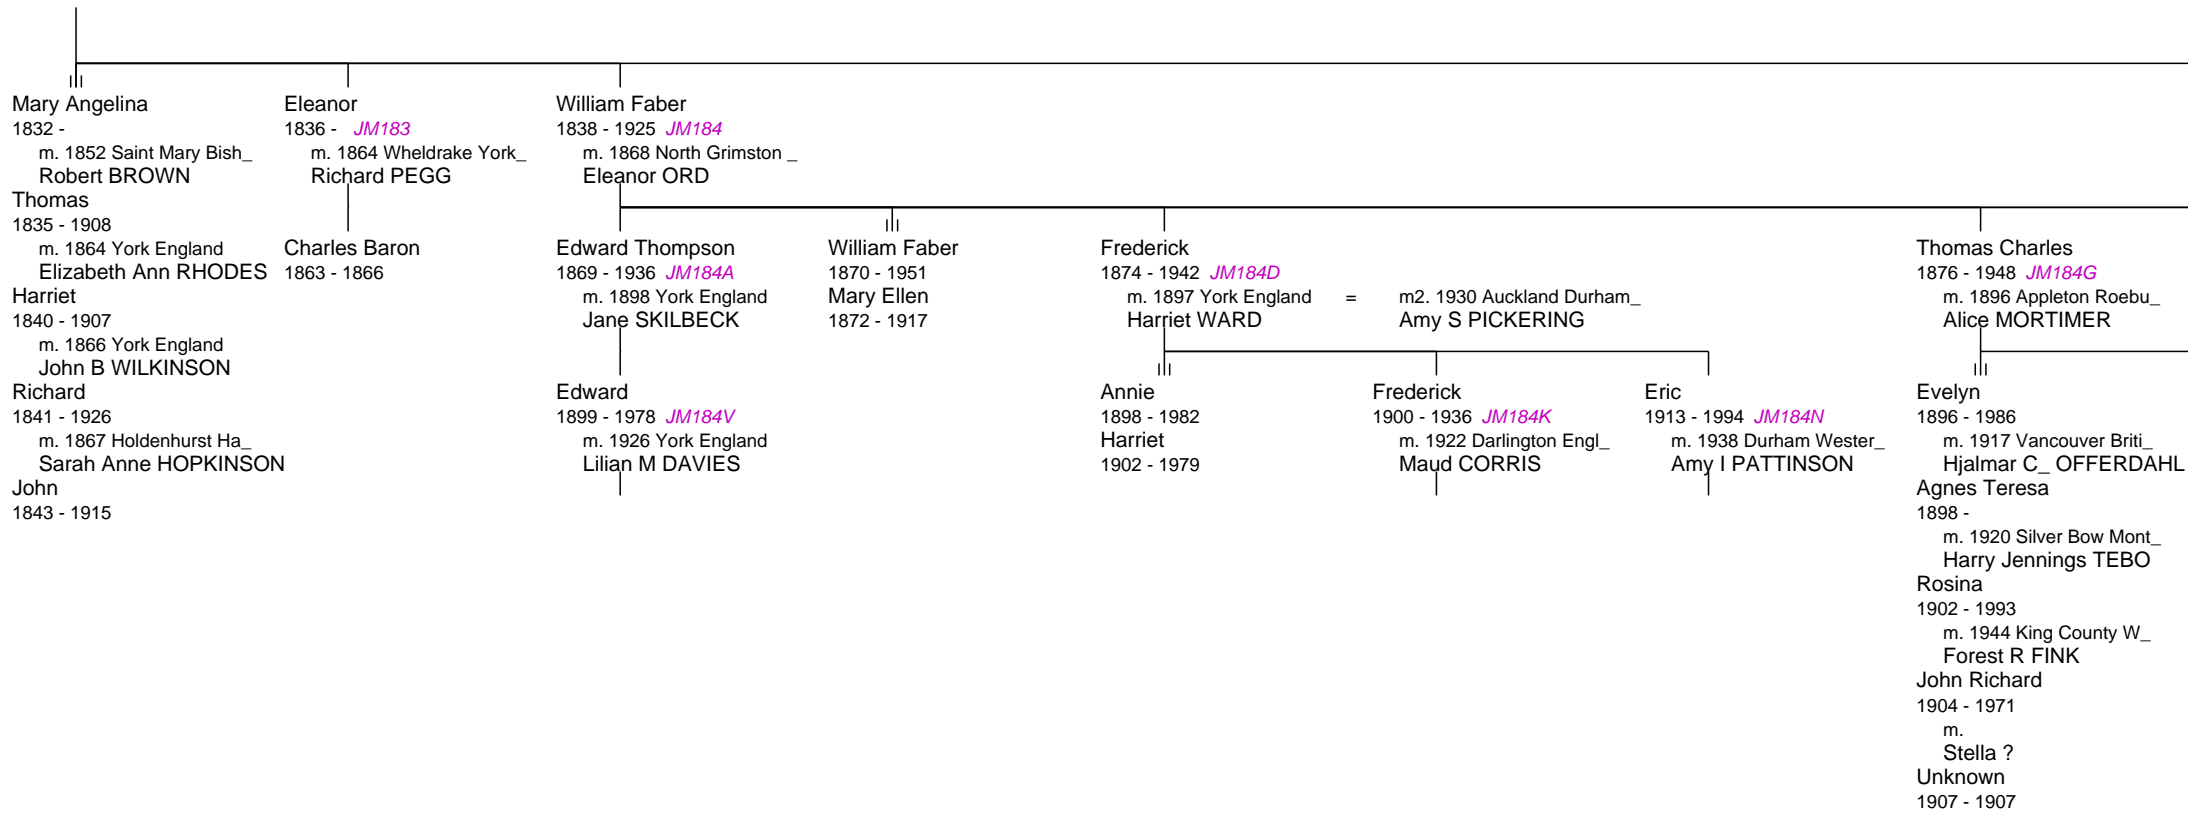 Mary Angelina
1832 -
m. 1852 Saint Mary Bish_
Robert BROWN
Thomas
1835 - 1908
m. 1864 York England
Elizabeth Ann RHODES
Harriet
1840 - 1907
m. 1866 York England
John B WILKINSON
Richard
1841 - 1926
m. 1867 Holdenhurst Ha_
Sarah Anne HOPKINSON
John
1843 - 1915
Eleanor
1836 - JM183
m. 1864 Wheldrake York_
Richard PEGG
Charles Baron
1863 - 1866
William Faber
1838 - 1925 JM184
m. 1868 North Grimston _
Eleanor ORD
Edward Thompson
1869 - 1936 JM184A
m. 1898 York England
Jane SKILBECK
Edward
1899 - 1978 JM184V
m. 1926 York England
Lilian M DAVIES
William Faber
1870 - 1951
Mary Ellen
1872 - 1917
Frederick
1874 - 1942 JM184D
m. 1897 York England = m2. 1930 Auckland Durham_
Harriet WARD Amy S PICKERING
Annie
1898 - 1982
Harriet
1902 - 1979
Frederick
1900 - 1936 JM184K
m. 1922 Darlington Engl_
Maud CORRIS
Eric
1913 - 1994 JM184N
m. 1938 Durham Wester_
Amy I PATTINSON
Thomas Charles
1876 - 1948 JM184G
m. 1896 Appleton Roebu_
Alice MORTIMER
Evelyn
1896 - 1986
m. 1917 Vancouver Briti_
Hjalmar C_ OFFERDAHL
Agnes Teresa
1898 -
m. 1920 Silver Bow Mont_
Harry Jennings TEBO
Rosina
1902 - 1993
m. 1944 King County W_
Forest R FINK
John Richard
1904 - 1971
m.
Stella ?
Unknown
1907 - 1907